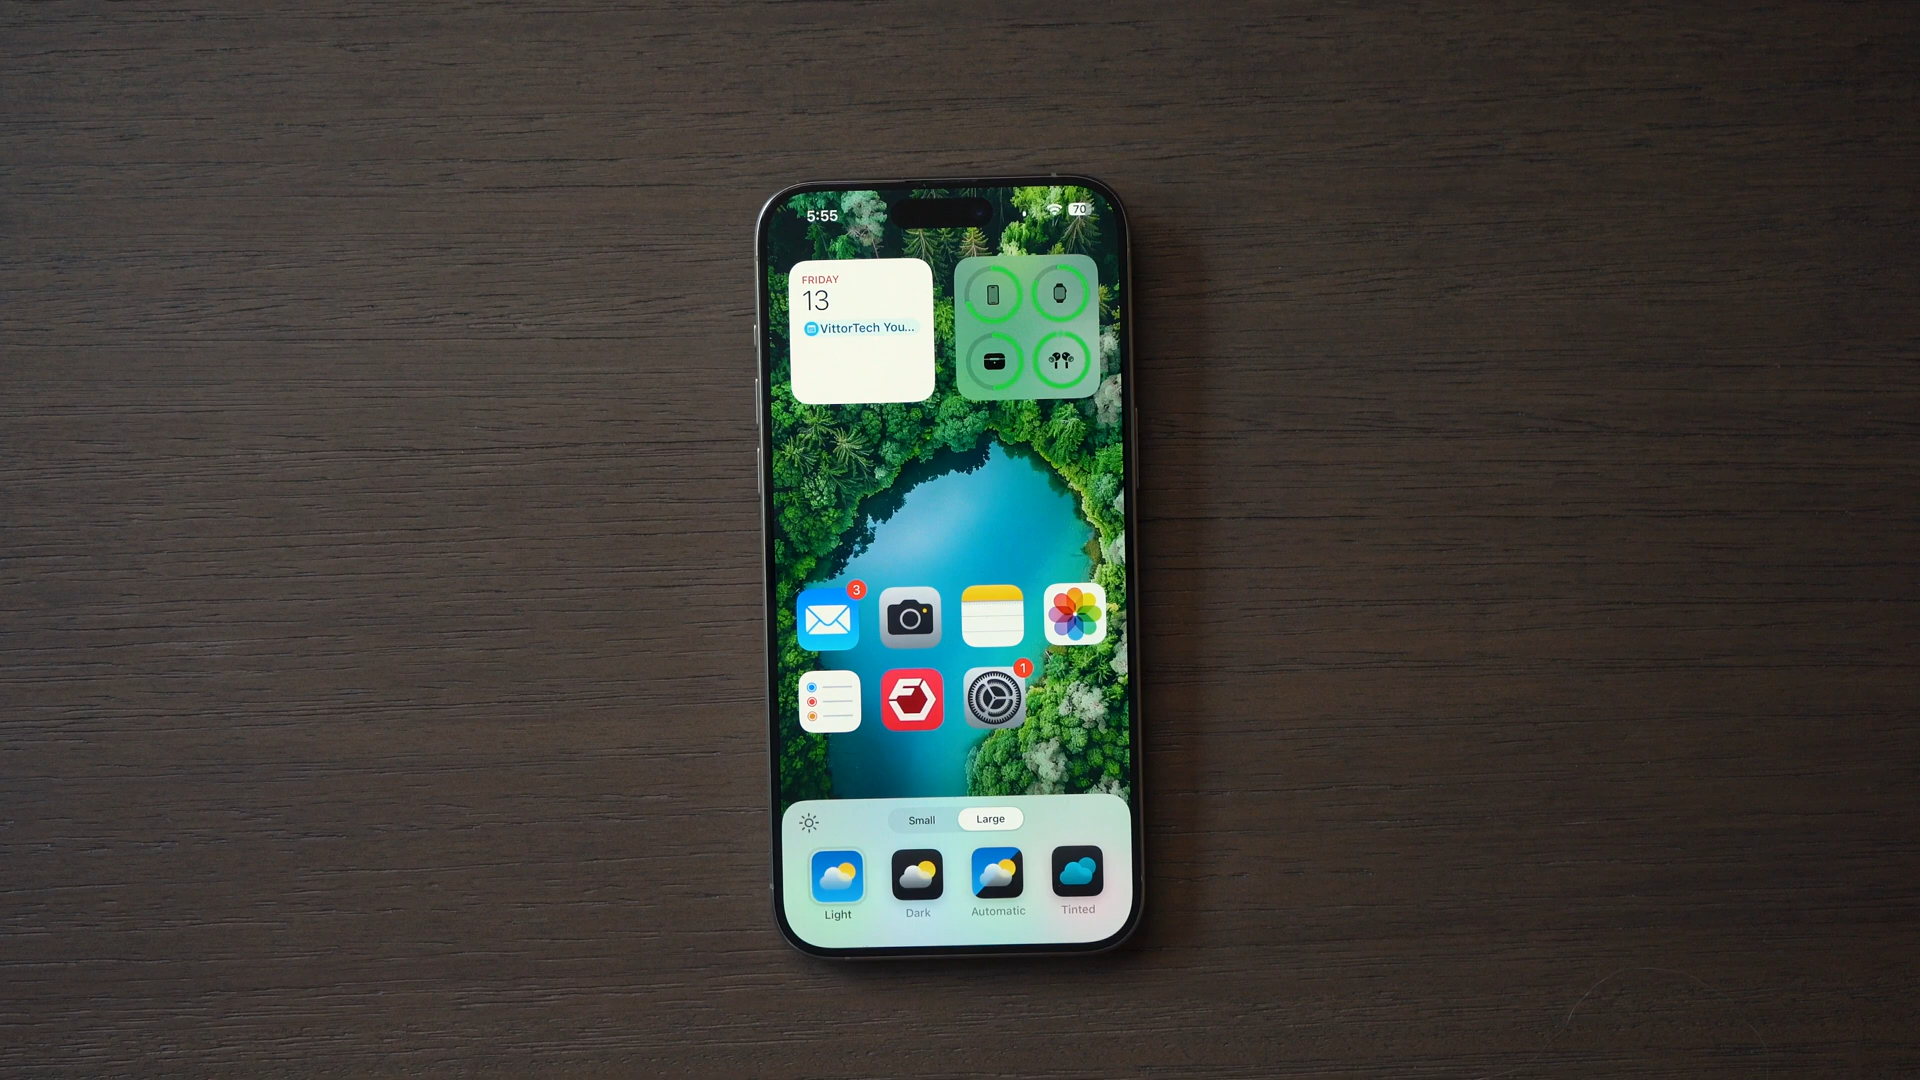 5:55
70
FRIDAY
13
VittorTech You...
3
1
Small Large
Light Dark Automatic Tinted